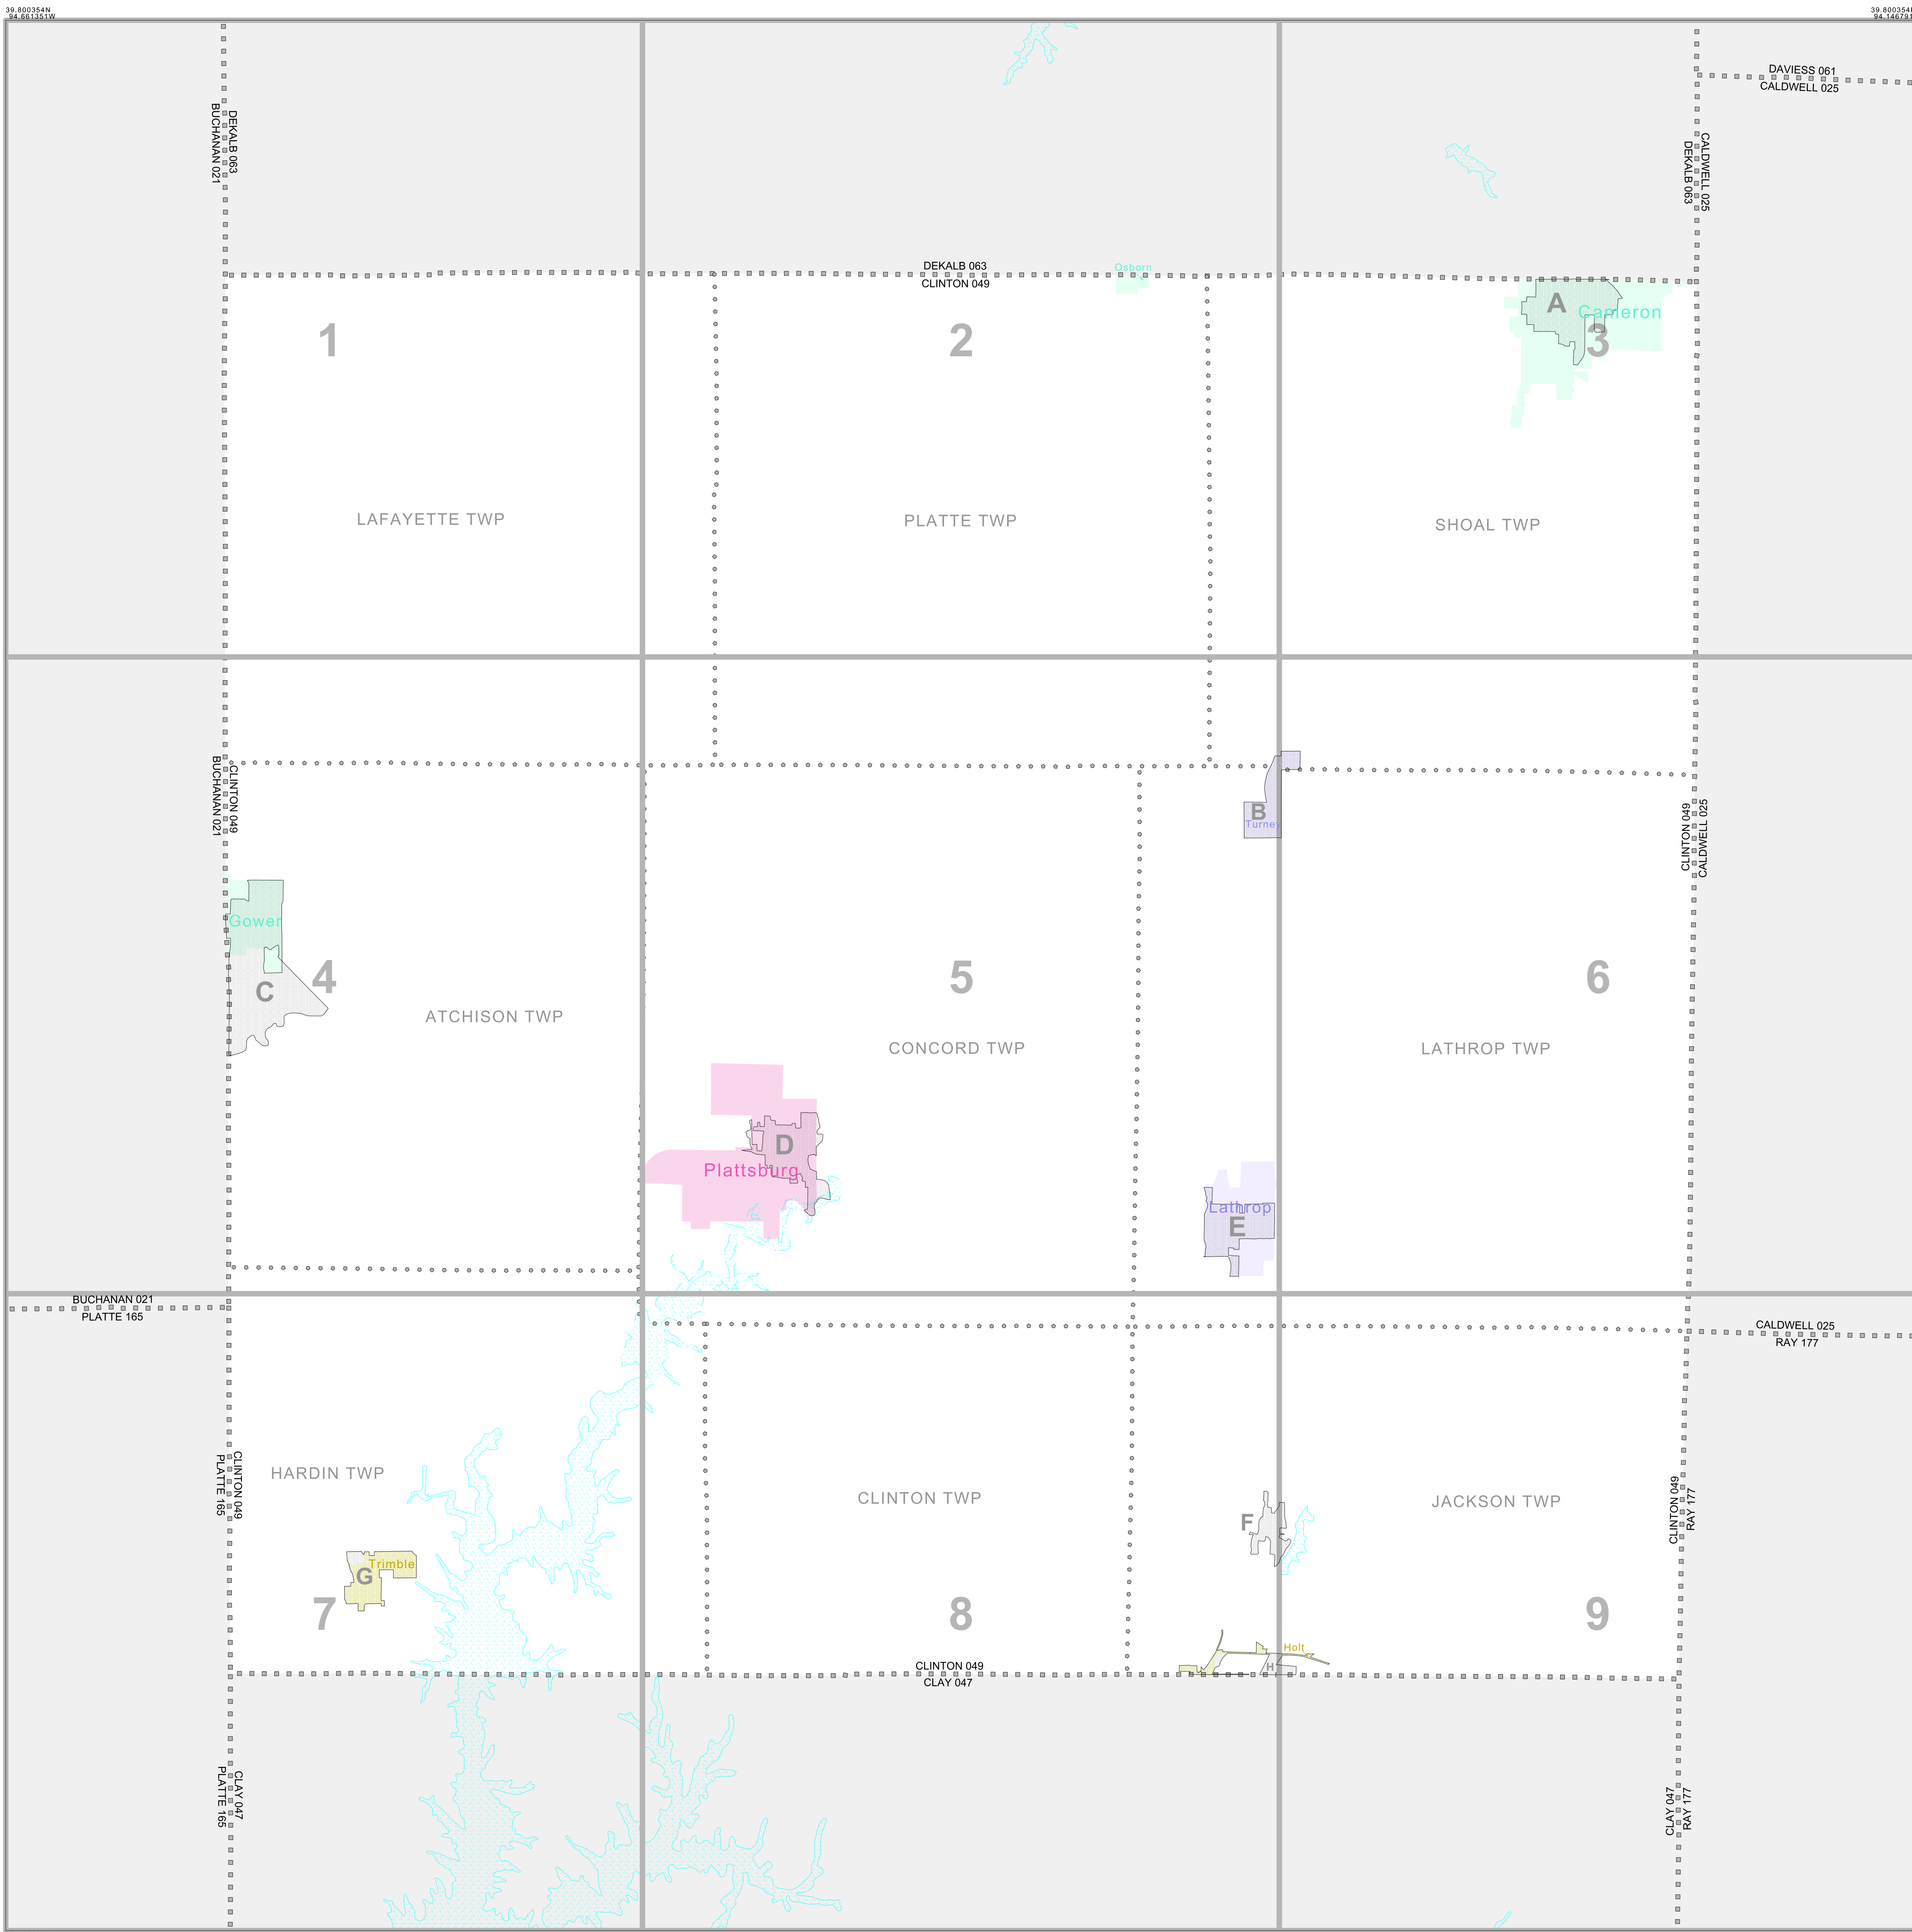 39.800354N
94.661351W
39.800354N
94.146791
DAVIESS 061
CALDWELL 025
DEKALB 063
BUCHANAN 021
CALDWELL 025
DEKALB 063
DEKALB 063
CLINTON 049
Osborn
A
Cameron
1
2
3
LAFAYETTE TWP
PLATTE TWP
SHOAL TWP
CLINTON 049
BUCHANAN 021
B
Turney
CLINTON 049
CALDWELL 025
Gower
C
4
5
6
ATCHISON TWP
CONCORD TWP
LATHROP TWP
D
Plattsburg
Lathrop
E
BUCHANAN 021
PLATTE 165
CALDWELL 025
RAY 177
HARDIN TWP
CLINTON TWP
JACKSON TWP
CLINTON 049
PLATTE 165
CLINTON 049
RAY 177
F
Trimble
G
7
8
9
Holt
H
CLINTON 049
CLAY 047
CLAY 047
PLATTE 165
CLAY 047
RAY 177